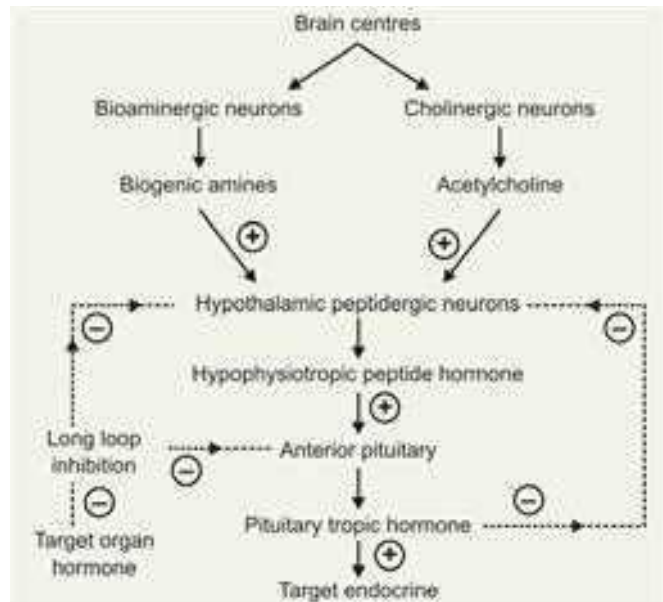 Brain centres
Bioaminergic neurons
Cholinergic neurons
Biogenic amines
Acetylcholine
+
+
Hypothalamic peptidergic neurons
−
−
Hypophysiotropic peptide hormone
+
Long loop
inhibition
Anterior pituitary
−
−
−
Target organ
hormone
Pituitary tropic hormone
+
Target endocrine